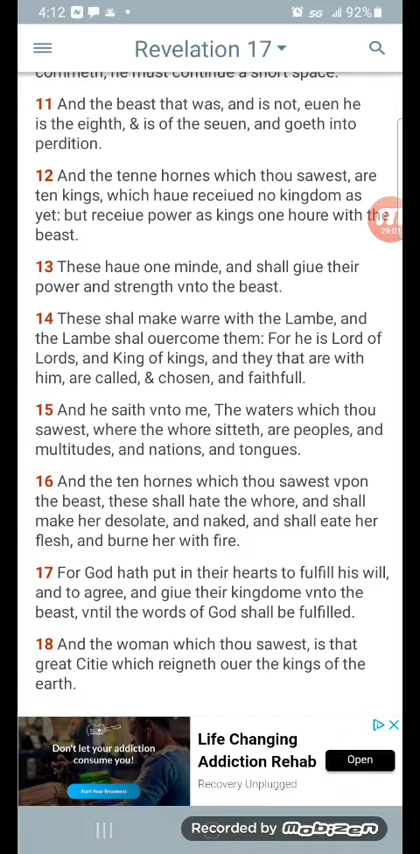 4:12
5G
92%
Revelation 17
commeth, he must continue a short space.
11 And the beast that was, and is not, euen he
is the eighth, & is of the seuen, and goeth into
perdition.
12 And the tenne hornes which thou sawest, are
ten kings, which haue receiued no kingdom as
yet: but receiue power as kings one houre with the
beast.
29:01
13 These haue one minde, and shall giue their
power and strength vnto the beast.
14 These shal make warre with the Lambe, and
the Lambe shal ouercome them: For he is Lord of
Lords, and King of kings, and they that are with
him, are called, & chosen, and faithfull.
15 And he saith vnto me, The waters which thou
sawest, where the whore sitteth, are peoples, and
multitudes, and nations, and tongues.
16 And the ten hornes which thou sawest vpon
the beast, these shall hate the whore, and shall
make her desolate, and naked, and shall eate her
flesh, and burne her with fire.
17 For God hath put in their hearts to fulfill his will,
and to agree, and giue their kingdome vnto the
beast, vntil the words of God shall be fulfilled.
18 And the woman which thou sawest, is that
great Citie which reigneth ouer the kings of the
earth.
Don't let your addiction
consume you!
Start Your Treatment
Life Changing
Addiction Rehab
Open
Recovery Unplugged
Recorded by MOBIZEN